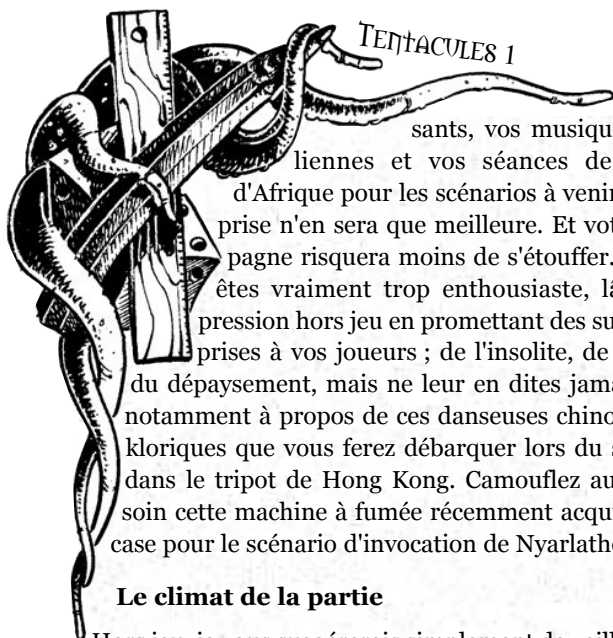 TENTACULES 1
sants, vos musiqu
liennes et vos séances de
d'Afrique pour les scénarios à venir
prise n'en sera que meilleure. Et vot
pagne risquera moins de s'étouffer.
êtes vraiment trop enthousiaste, lâ
pression hors jeu en promettant des su
prises à vos joueurs ; de l'insolite, de
du dépaysement, mais ne leur en dites jama
notamment à propos de ces danseuses chino
kloriques que vous ferez débarquer lors du s
dans le tripot de Hong Kong. Camouflez au
soin cette machine à fumée récemment acqu
case pour le scénario d'invocation de Nyarlath
Le climat de la partie